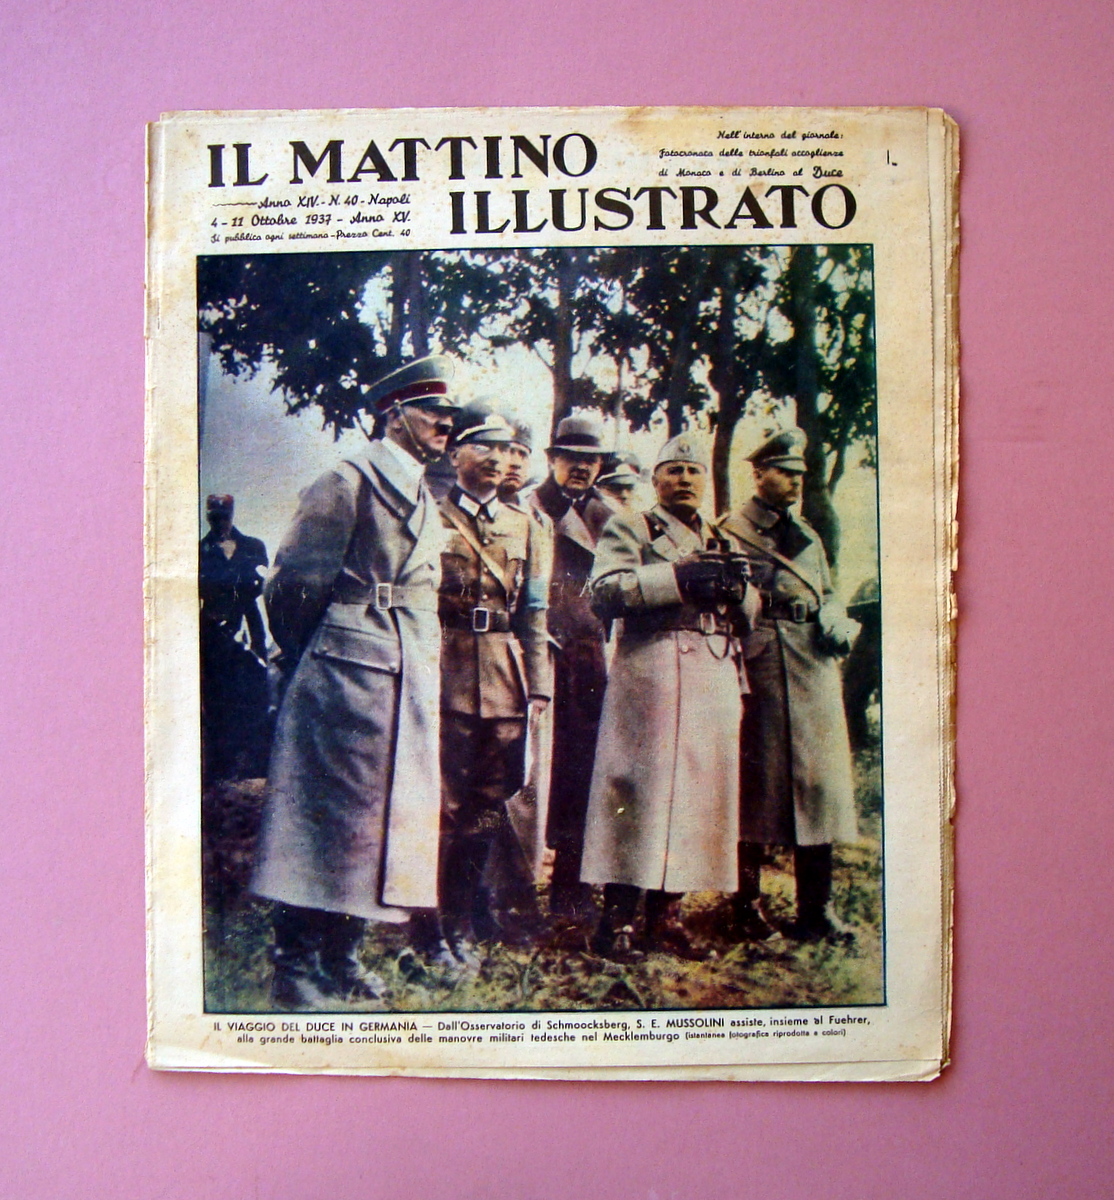 IL MATTINO
ILLUSTRATO
Nell'interno del giornale:
Fotocronaca delle trionfali accoglienze
di Monaco e di Berlino al Duce
Anno XIV. - N. 40 - Napoli
4 - 11 Ottobre 1937 - Anno XV.
Si pubblica ogni settimana - Prezzo Cent. 40
1.
IL VIAGGIO DEL DUCE IN GERMANIA — Dall'Osservatorio di Schmoocksberg, S. E. MUSSOLINI assiste, insieme al Fuehrer,
alla grande battaglia conclusiva delle manovre militari tedesche nel Mecklemburgo (istantanea fotografica riprodotta a colori)